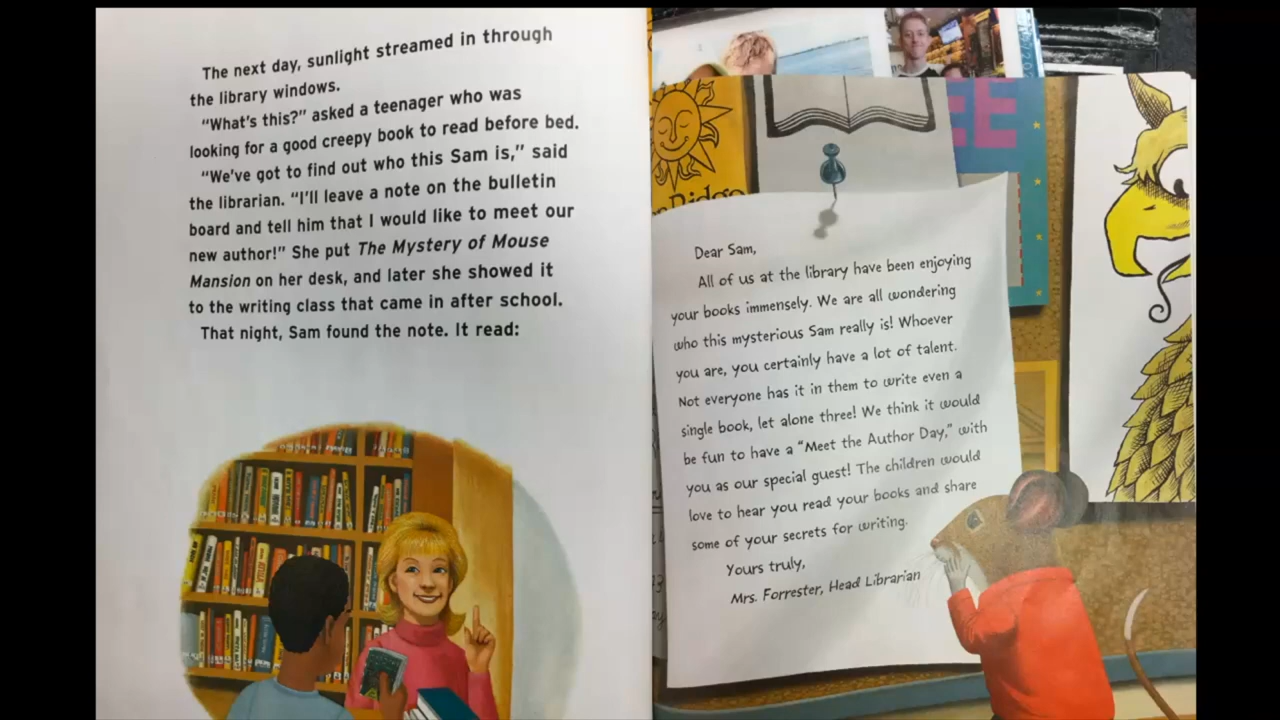 The next day, sunlight streamed in through
the library windows.
“What’s this?” asked a teenager who was
looking for a good creepy book to read before bed.
“We’ve got to find out who this Sam is,” said
the librarian. “I’ll leave a note on the bulletin
board and tell him that I would like to meet our
new author!” She put The Mystery of Mouse
Mansion on her desk, and later she showed it
to the writing class that came in after school.
That night, Sam found the note. It read:
EE
Dear Sam,
All of us at the library have been enjoying
your books immensely. We are all wondering
who this mysterious Sam really is! Whoever
you are, you certainly have a lot of talent.
Not everyone has it in them to write even a
single book, let alone three! We think it would
be fun to have a “Meet the Author Day,” with
you as our special guest! The children would
love to hear you read your books and share
some of your secrets for writing.
Yours truly,
Mrs. Forrester, Head Librarian